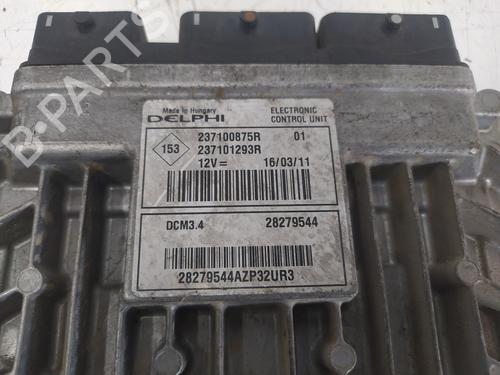 Made in Hungary
DELPHI
ELECTRONIC
CONTROL UNIT
153
237100875R 01
237101293R
12V= 16/03/11
DCM3.4 28279544
28279544AZP32UR3
B-PARTS